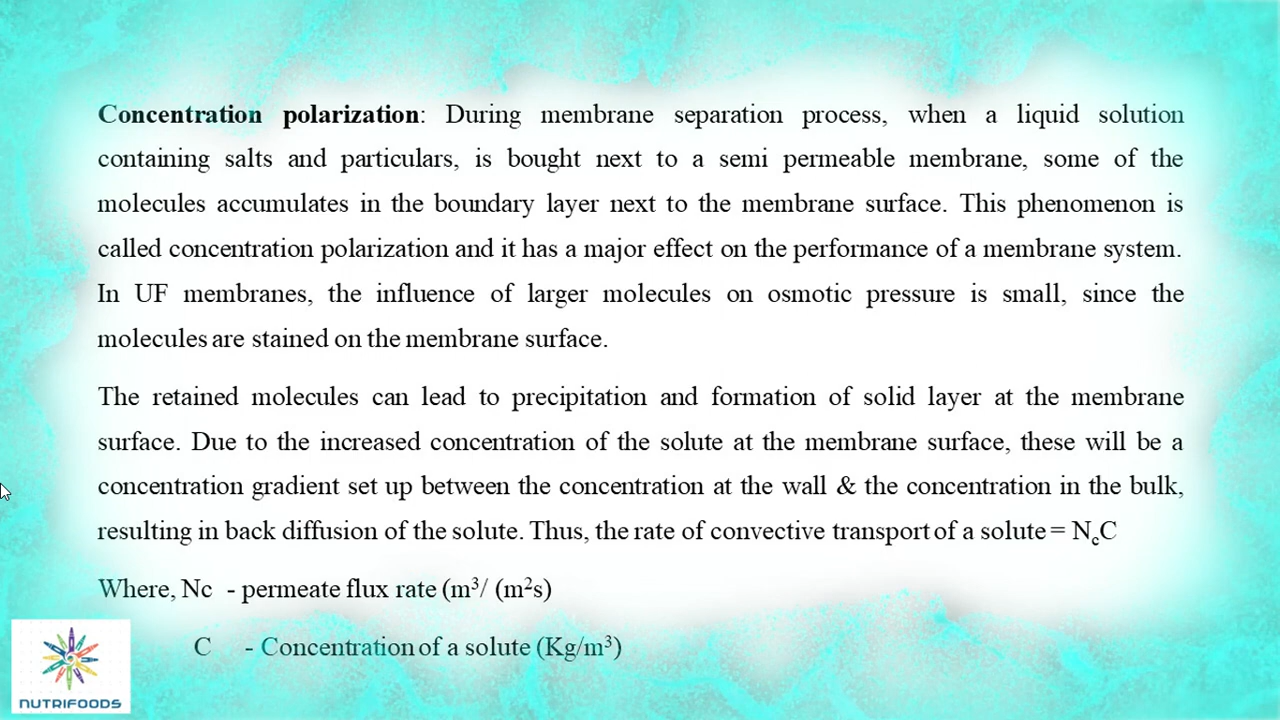 Concentration polarization: During membrane separation process, when a liquid solution
containing salts and particulars, is bought next to a semi permeable membrane, some of the
molecules accumulates in the boundary layer next to the membrane surface. This phenomenon is
called concentration polarization and it has a major effect on the performance of a membrane system.
In UF membranes, the influence of larger molecules on osmotic pressure is small, since the
molecules are stained on the membrane surface.
The retained molecules can lead to precipitation and formation of solid layer at the membrane
surface. Due to the increased concentration of the solute at the membrane surface, these will be a
concentration gradient set up between the concentration at the wall & the concentration in the bulk,
resulting in back diffusion of the solute. Thus, the rate of convective transport of a solute = N꜀C
Where, Nc - permeate flux rate (m³/ (m²s)
C - Concentration of a solute (Kg/m³)
NUTRIFOODS